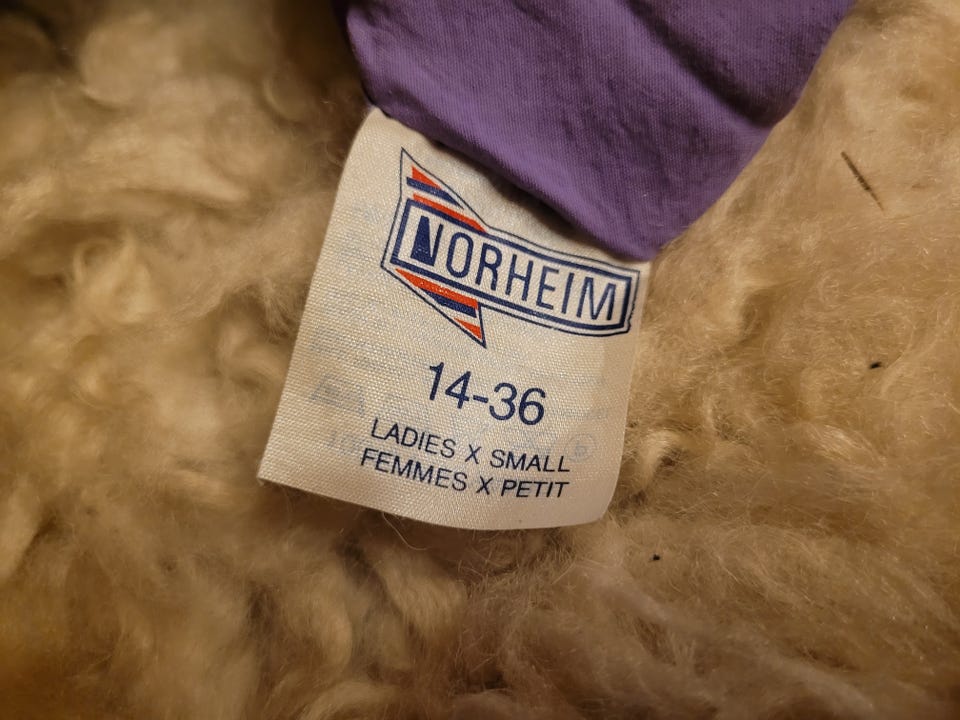 NORHEIM
14-36
LADIES X SMALL
FEMMES X PETIT